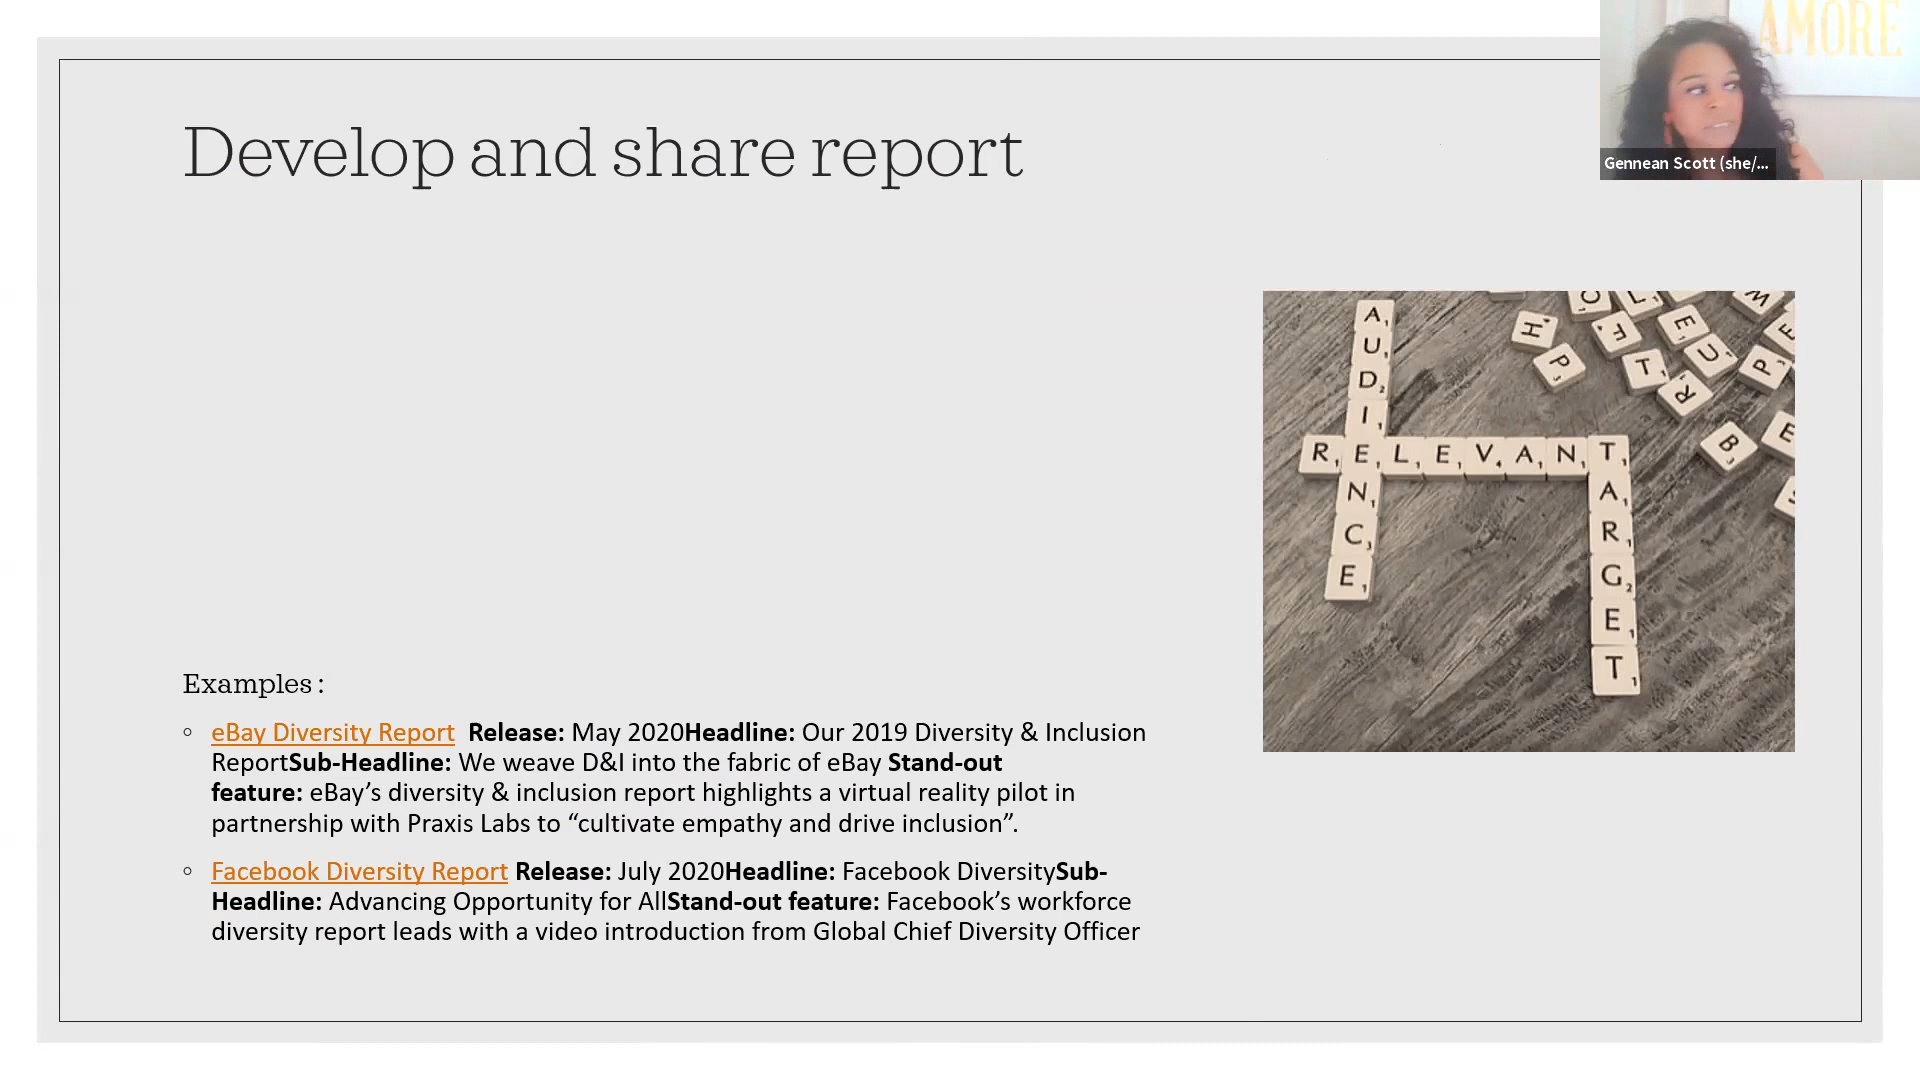 AMORE
Gennean Scott (she/...
Develop and share report
AUDIENCE
RELEVANT
TARGET
H
P
C
L
F
T
E
U
R
W
E
P
B
E
Examples :
eBay Diversity Report Release: May 2020Headline: Our 2019 Diversity & Inclusion
ReportSub-Headline: We weave D&I into the fabric of eBay Stand-out
feature: eBay’s diversity & inclusion report highlights a virtual reality pilot in
partnership with Praxis Labs to “cultivate empathy and drive inclusion”.
Facebook Diversity Report Release: July 2020Headline: Facebook DiversitySub-
Headline: Advancing Opportunity for AllStand-out feature: Facebook’s workforce
diversity report leads with a video introduction from Global Chief Diversity Officer